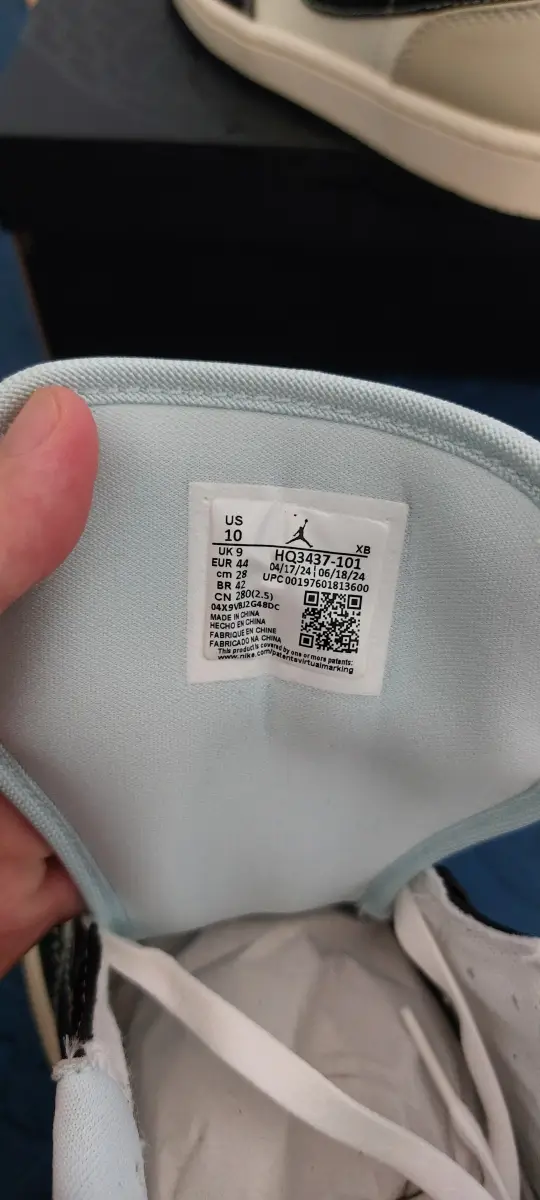 US
10
XB
UK 9
HQ3437-101
EUR 44
04/17/24 06/18/24
cm 28
UPC 00197601813600
BR 42
CN 280(2.5)
04X9VBJ2G48DC
MADE IN CHINA
HECHO EN CHINA
FABRIQUE EN CHINE
FABRICADO NA CHINA
This product is covered by one or more patents:
www.nike.com/patentsvirtualmarking